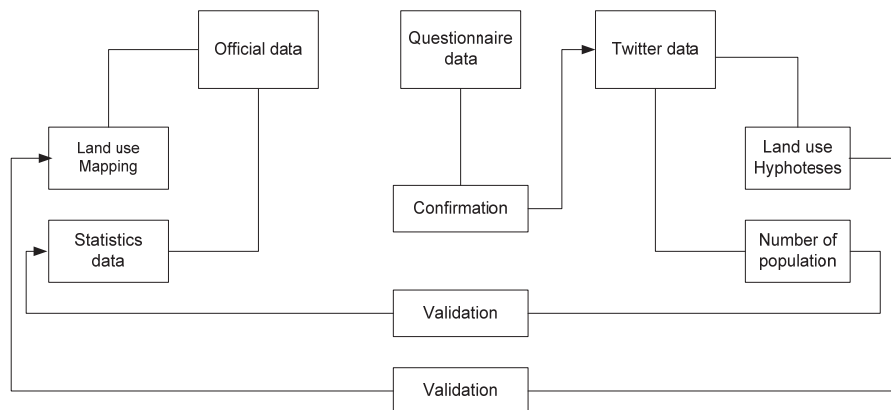 Official data
Questionnaire
data
Twitter data
Land use
Mapping
Land use
Hyphoteses
Confirmation
Statistics
data
Number of
population
Validation
Validation